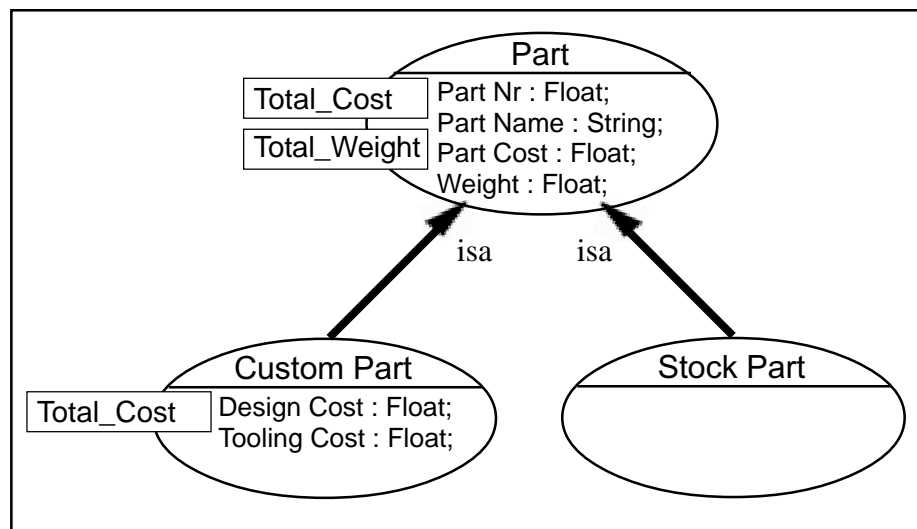 Part
Total_Cost
Part Nr : Float;
Part Name : String;
Total_Weight
Part Cost : Float;
Weight : Float;
isa
isa
Custom Part
Stock Part
Total_Cost
Design Cost : Float;
Tooling Cost : Float;